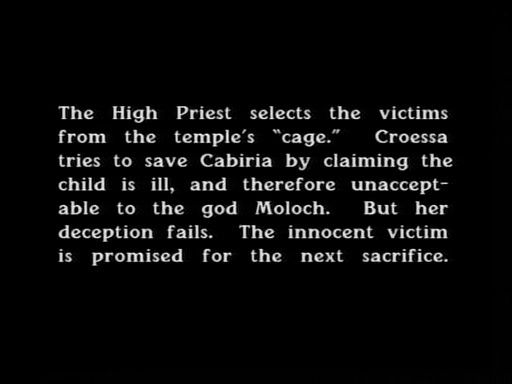 The High Priest selects the victims
from the temple's "cage." Croessa
tries to save Cabiria by claiming the
child is ill, and therefore unaccept-
able to the god Moloch. But her
deception fails. The innocent victim
is promised for the next sacrifice.